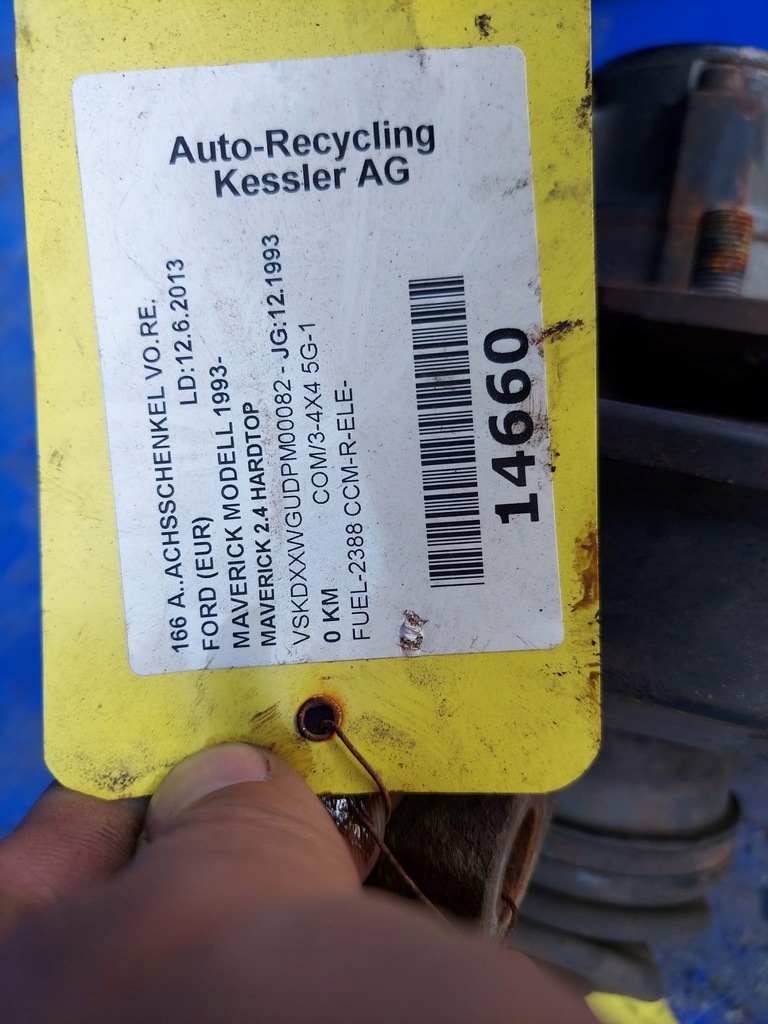 Auto-Recycling
Kessler AG
166 A..ACHSSCHENKEL VO.RE.
LD:12.6.2013
FORD (EUR)
MAVERICK MODELL 1993-
MAVERICK 2.4 HARDTOP
VSKDXXWGUDPM00082 - JG:12.1993
0 KM COM/3-4X4 5G-1
FUEL-2388 CCM-R-ELE-
14660